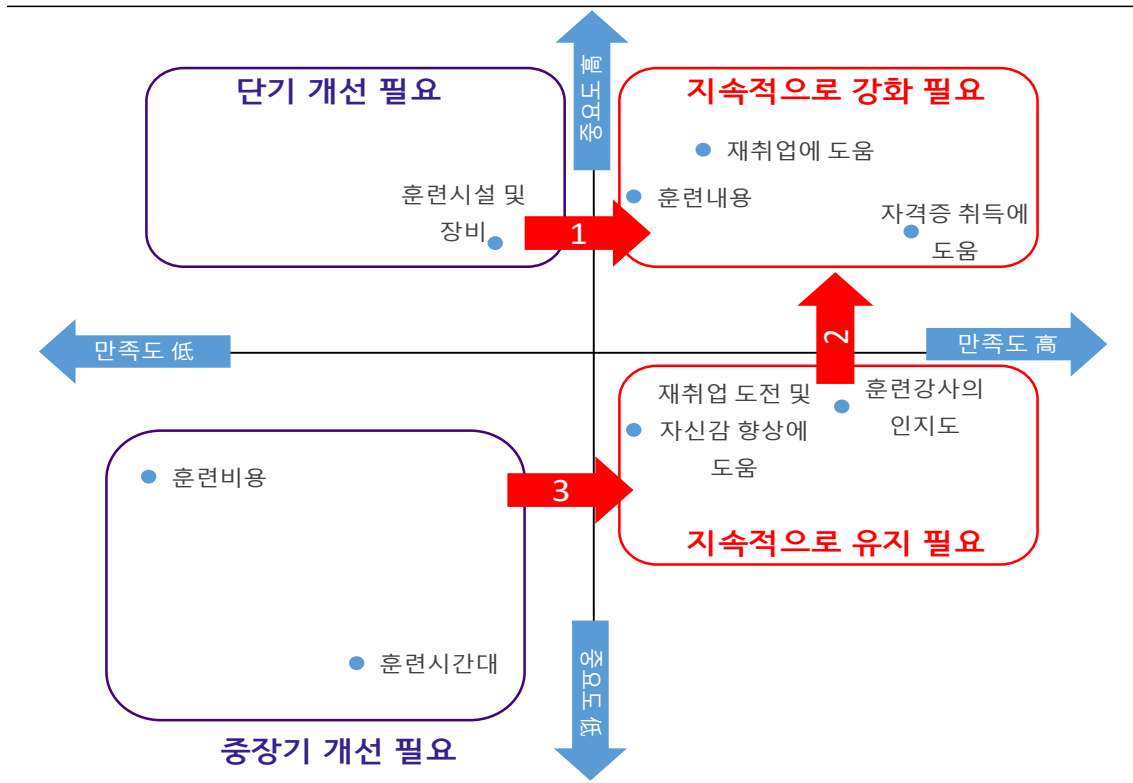 중요도 高
단기 개선 필요
지속적으로 강화 필요
재취업에 도움
훈련시설 및
장비
훈련내용
자격증 취득에
도움
1
2
만족도 低
만족도 高
재취업 도전 및
자신감 향상에
도움
훈련강사의
인지도
훈련비용
3
지속적으로 유지 필요
훈련시간대
중요도 低
중장기 개선 필요